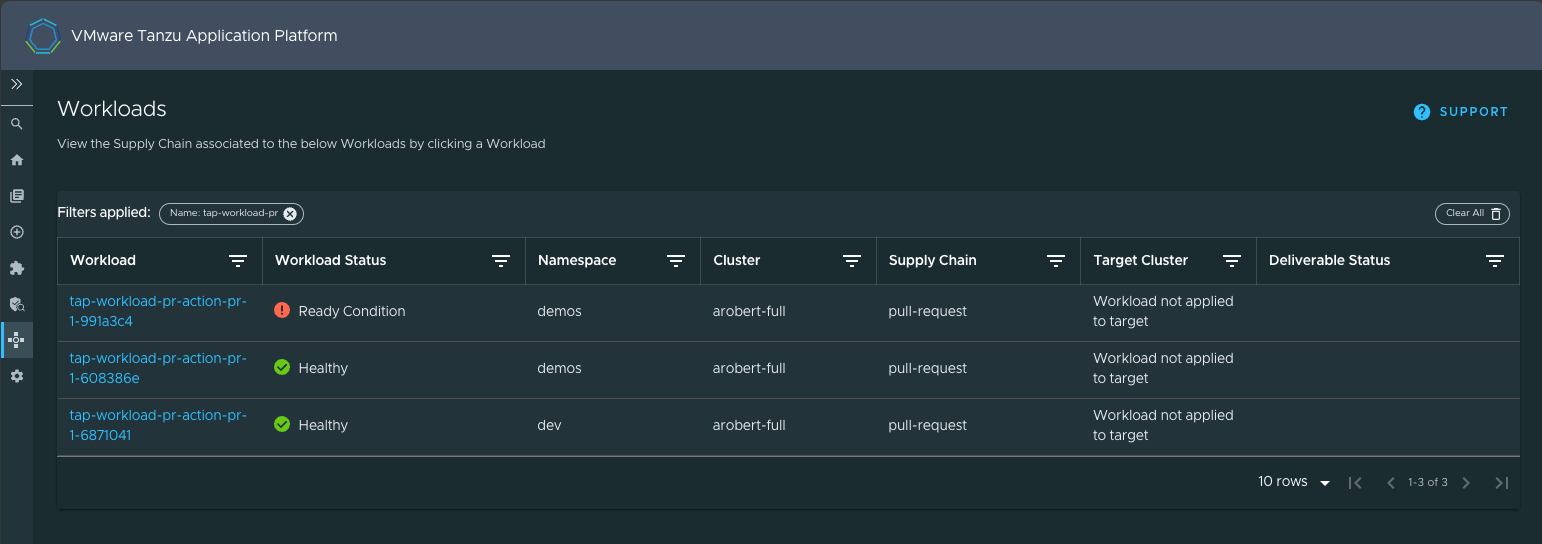 VMware Tanzu Application Platform
Workloads
SUPPORT
View the Supply Chain associated to the below Workloads by clicking a Workload
Filters applied: Name: tap-workload-pr Clear All
Workload Workload Status Namespace Cluster Supply Chain Target Cluster Deliverable Status
tap-workload-pr-action-pr-
1-991a3c4
Ready Condition demos arobert-full pull-request
Workload not applied
to target
tap-workload-pr-action-pr-
1-608386e
Healthy demos arobert-full pull-request
Workload not applied
to target
tap-workload-pr-action-pr-
1-6871041
Healthy dev arobert-full pull-request
Workload not applied
to target
10 rows 1-3 of 3